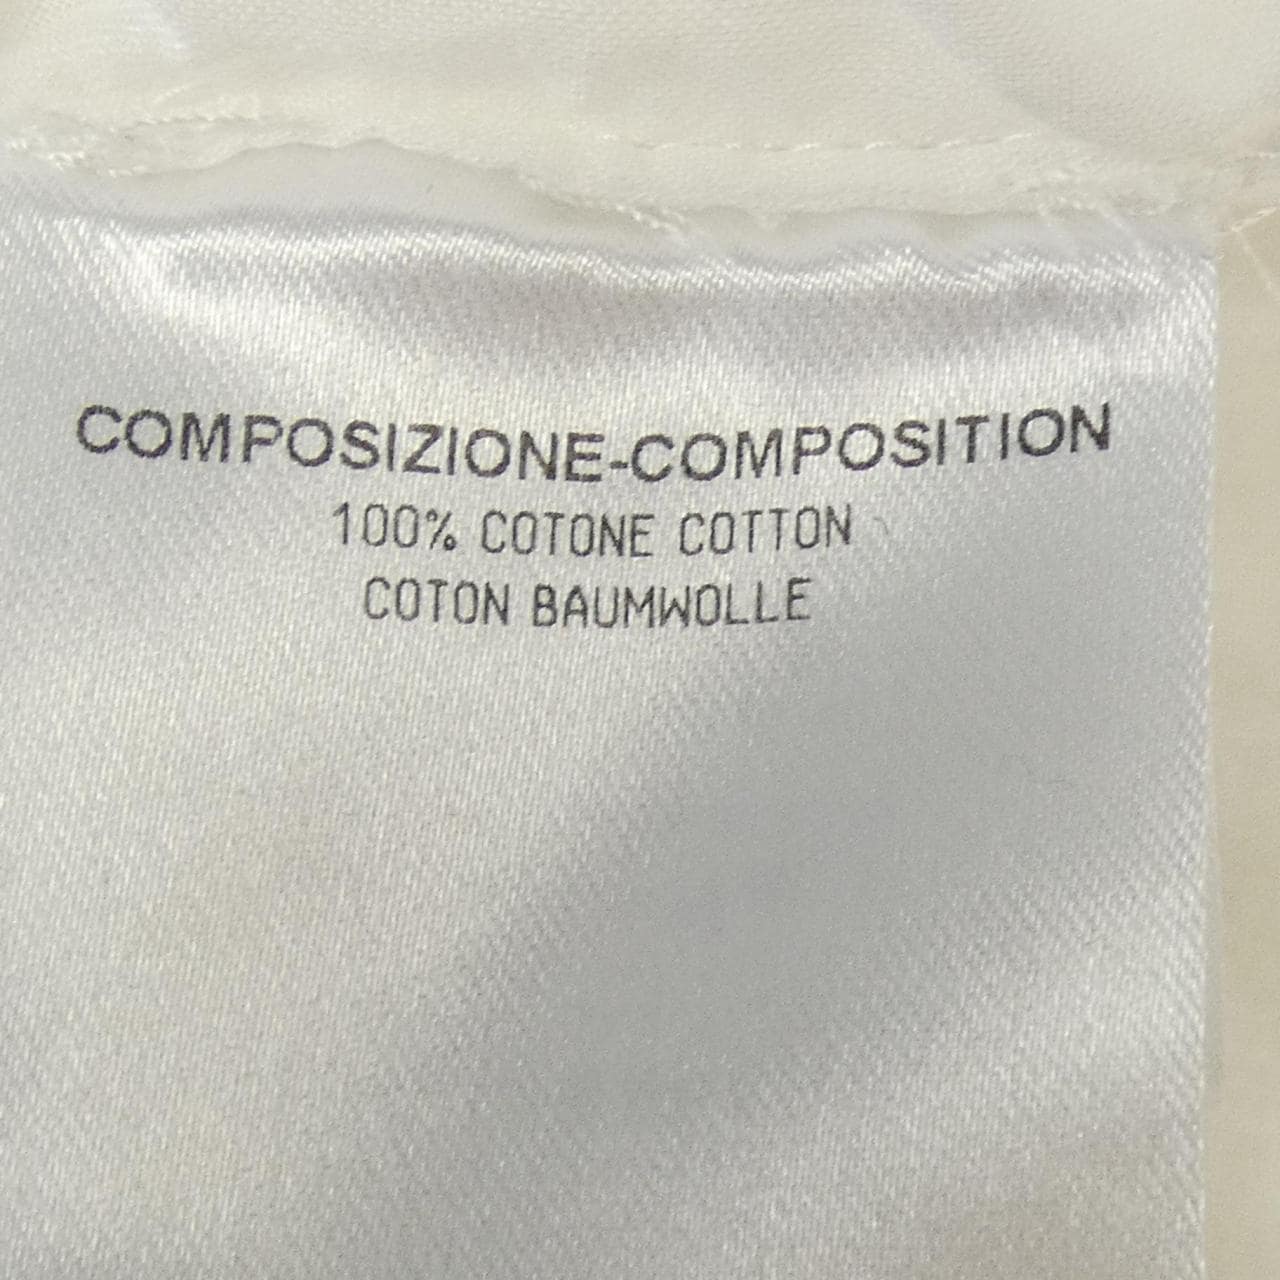 COMPOSIZIONE-COMPOSITION
100% COTONE COTTON
COTON BAUMWOLLE